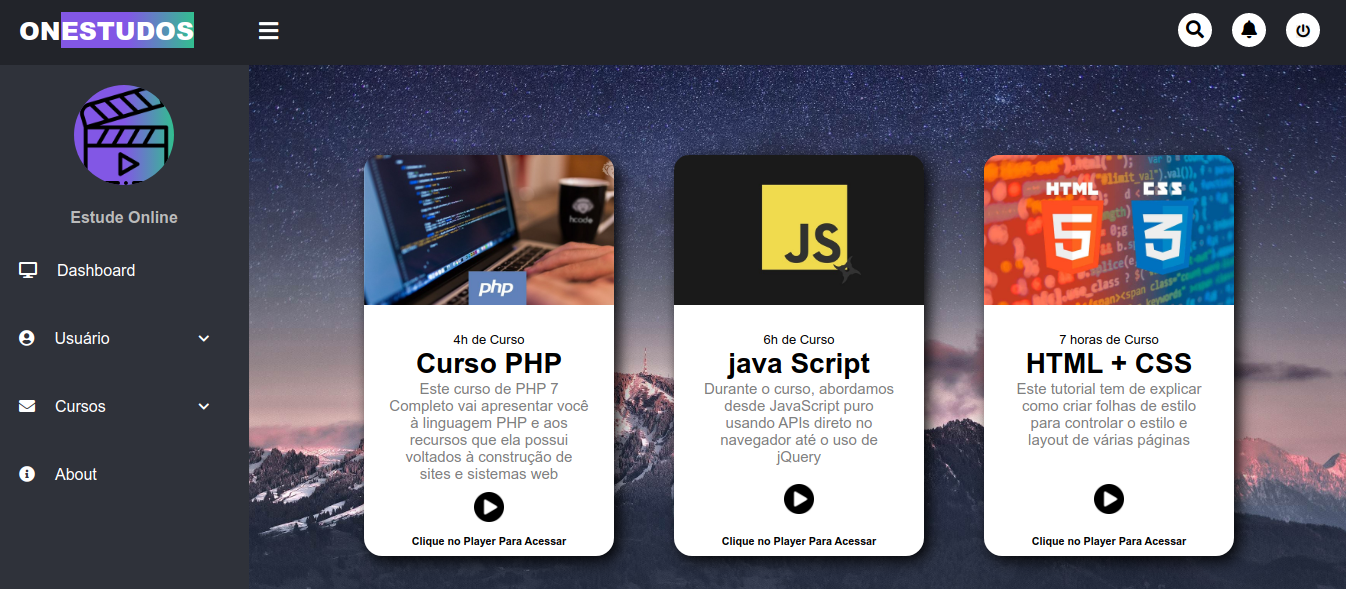 ONESTUDOS
Estude Online
Dashboard
Usuário
Cursos
About
hcode
php
4h de Curso
Curso PHP
Este curso de PHP 7
Completo vai apresentar você
à linguagem PHP e aos
recursos que ela possui
voltados à construção de
sites e sistemas web
Clique no Player Para Acessar
JS
6h de Curso
java Script
Durante o curso, abordamos
desde JavaScript puro
usando APIs direto no
navegador até o uso de
jQuery
Clique no Player Para Acessar
HTML CSS
5 3
7 horas de Curso
HTML + CSS
Este tutorial tem de explicar
como criar folhas de estilo
para controlar o estilo e
layout de várias páginas
Clique no Player Para Acessar